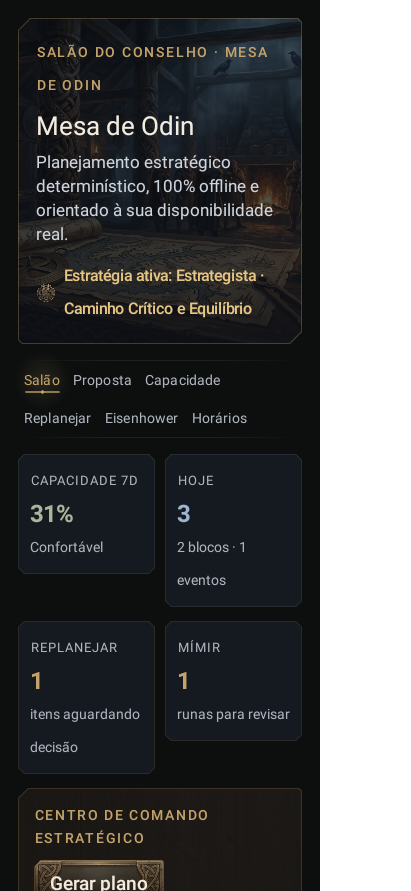 SALÃO DO CONSELHO · MESA
DE ODIN
Mesa de Odin
Planejamento estratégico
determinístico, 100% offline e
orientado à sua disponibilidade
real.
Estratégia ativa: Estrategista ·
Caminho Crítico e Equilíbrio
Salão Proposta Capacidade
Replanejar Eisenhower Horários
CAPACIDADE 7D
31%
Confortável
HOJE
3
2 blocos · 1
eventos
REPLANEJAR
1
itens aguardando
decisão
MÍMIR
1
runas para revisar
CENTRO DE COMANDO
ESTRATÉGICO
Gerar plano